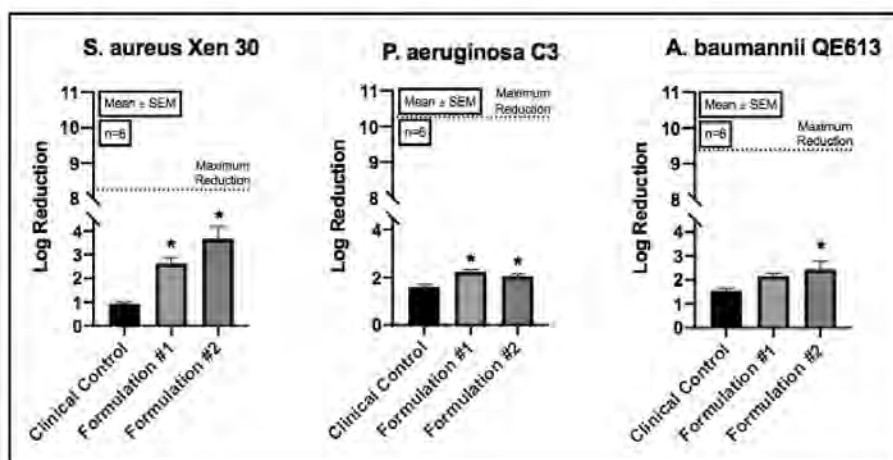 S. aureus Xen 30
11
10
9
8
4
3
2
1
0
Log Reduction
Mean ± SEM
n=6
Maximum
Reduction
*
*
Clinical Control
Formulation #1
Formulation #2
P. aeruginosa C3
11
10
9
8
4
2
0
Log Reduction
Mean ± SEM
n=6
Maximum
Reduction
*
*
Clinical Control
Formulation #1
Formulation #2
A. baumannii QE613
11
10
9
8
4
3
2
1
0
Log Reduction
Mean ± SEM
n=6
Maximum
Reduction
*
Clinical Control
Formulation #1
Formulation #2